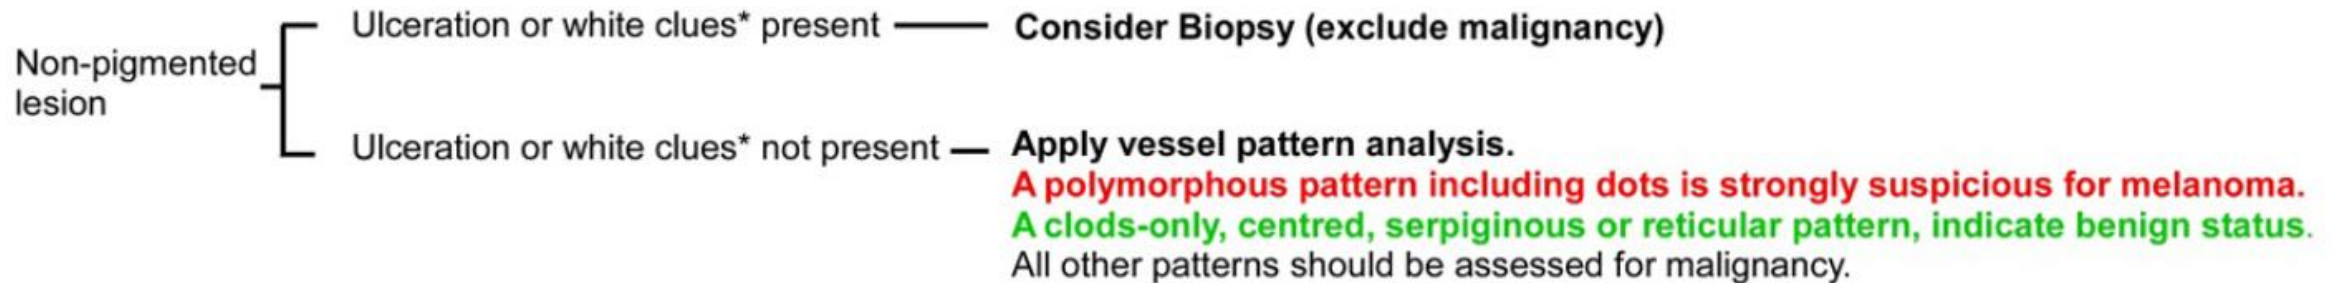 Non-pigmented
lesion
Ulceration or white clues* present
Consider Biopsy (exclude malignancy)
Ulceration or white clues* not present
Apply vessel pattern analysis.
A polymorphous pattern including dots is strongly suspicious for melanoma.
A clods-only, centred, serpiginous or reticular pattern, indicate benign status.
All other patterns should be assessed for malignancy.